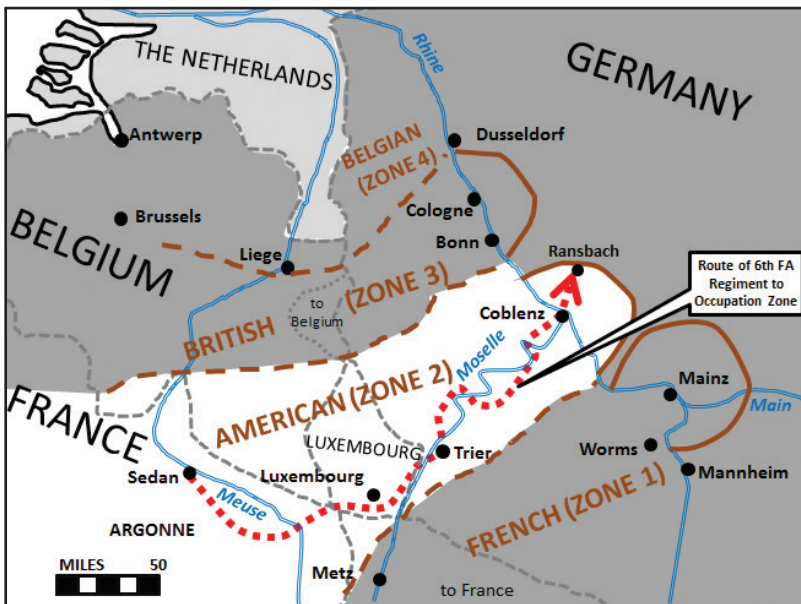 THE NETHERLANDS
Rhine
GERMANY
Antwerp
Dusseldorf
BELGIAN
(ZONE 4)
Brussels
Cologne
BELGIUM
Bonn
Liege
Ransbach
Route of 6th FA
Regiment to
Occupation Zone
to
Belgium
BRITISH (ZONE 3)
Coblenz
Moselle
Mainz
Main
FRANCE
AMERICAN (ZONE 2)
LUXEMBOURG
Trier
Worms
Mannheim
Sedan
Luxembourg
Meuse
FRENCH (ZONE 1)
ARGONNE
MILES 50
Metz
to France